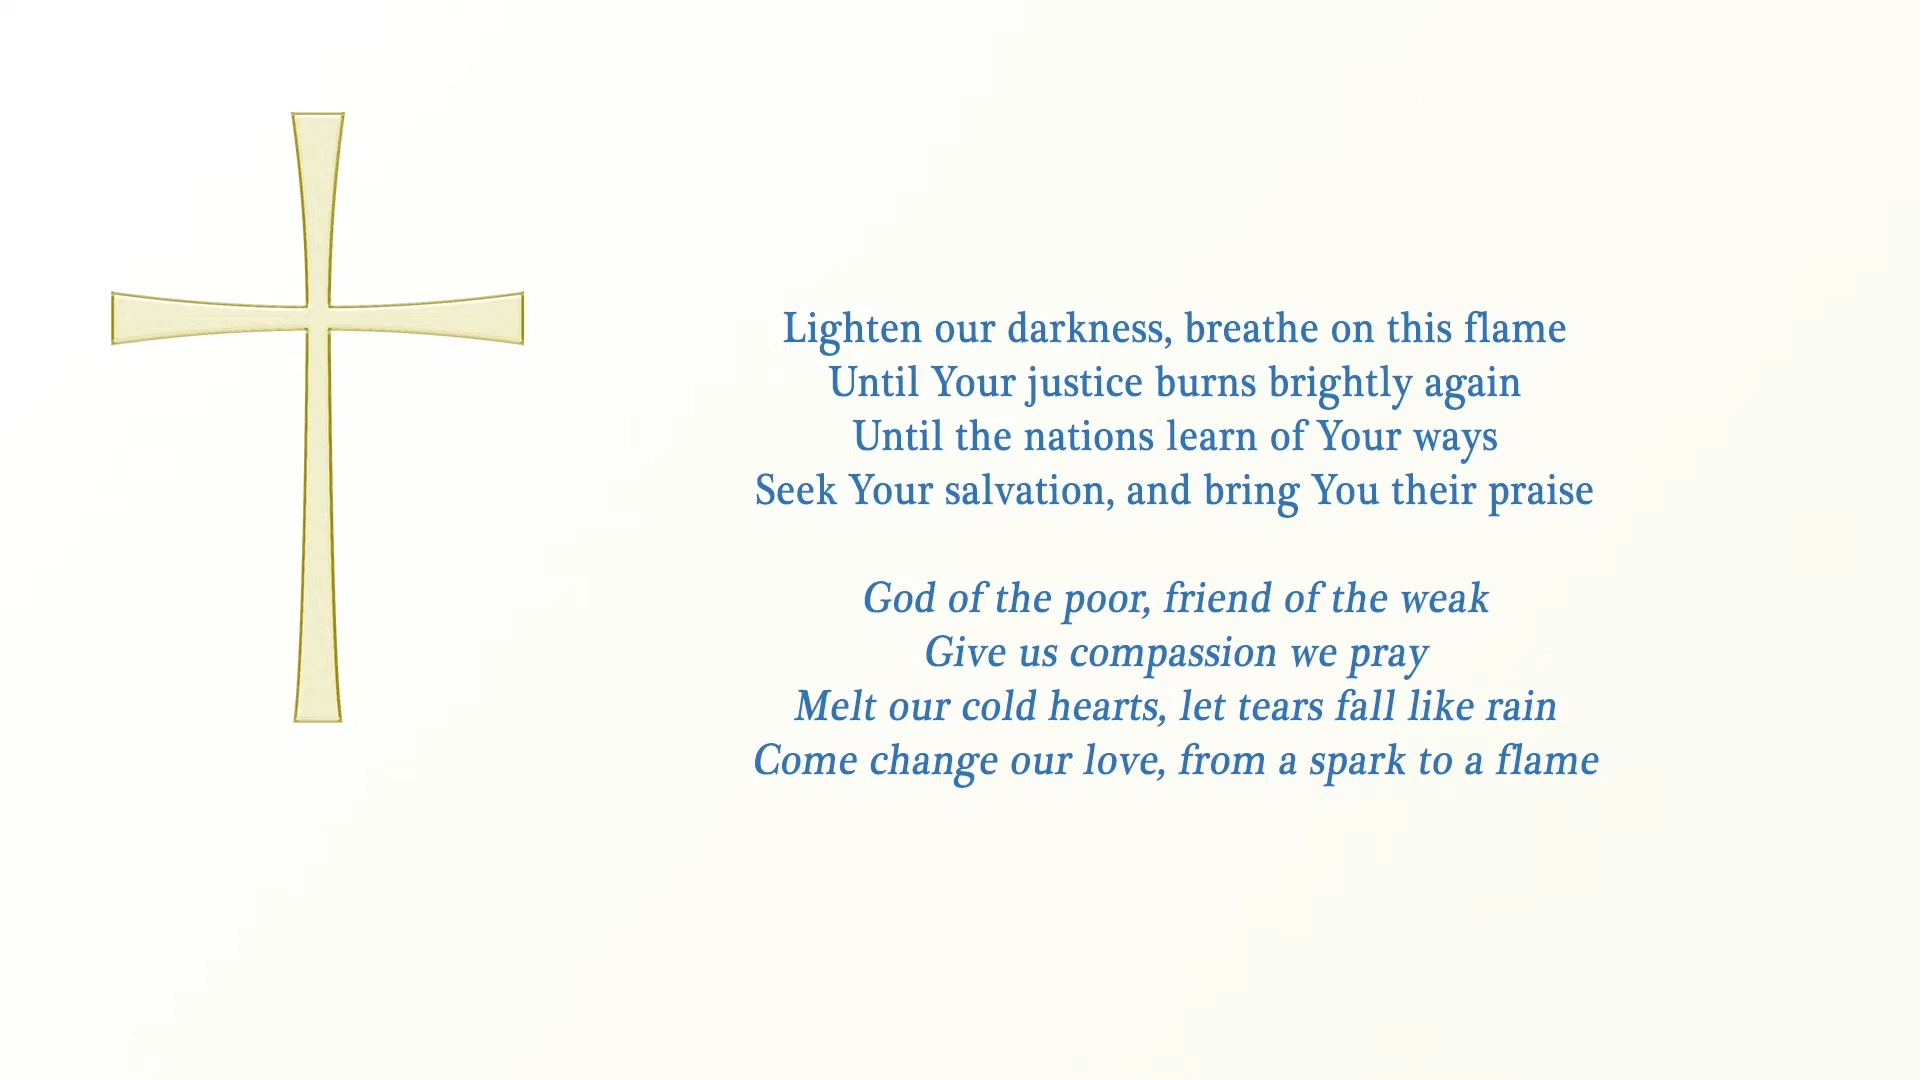 Lighten our darkness, breathe on this flame
Until Your justice burns brightly again
Until the nations learn of Your ways
Seek Your salvation, and bring You their praise
God of the poor, friend of the weak
Give us compassion we pray
Melt our cold hearts, let tears fall like rain
Come change our love, from a spark to a flame